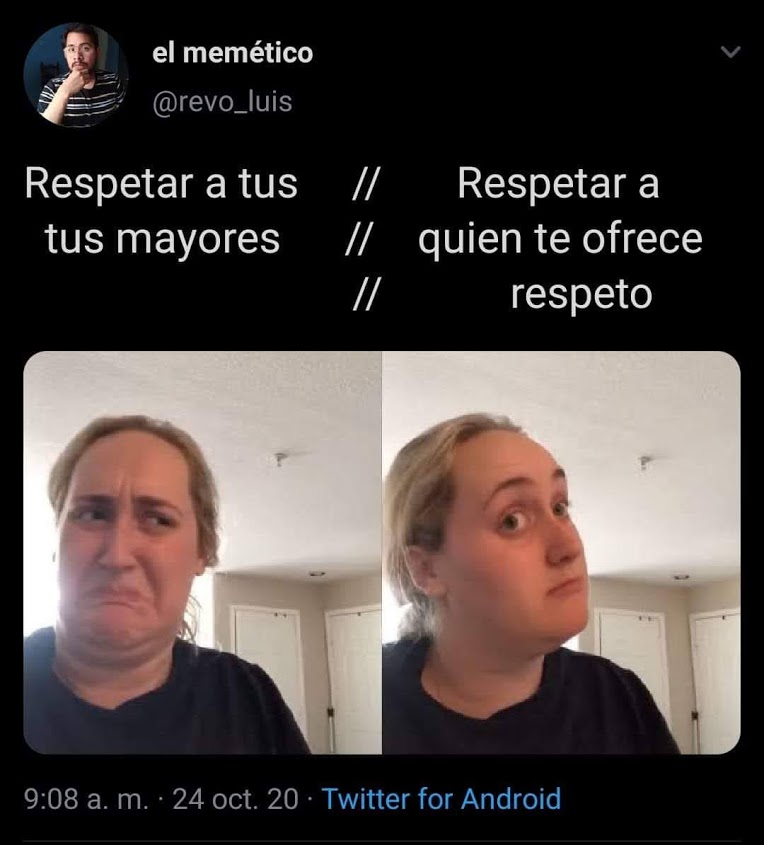 el memético
@revo_luis
Respetar a tus // Respetar a
tus mayores // quien te ofrece
// respeto
9:08 a. m. · 24 oct. 20 · Twitter for Android